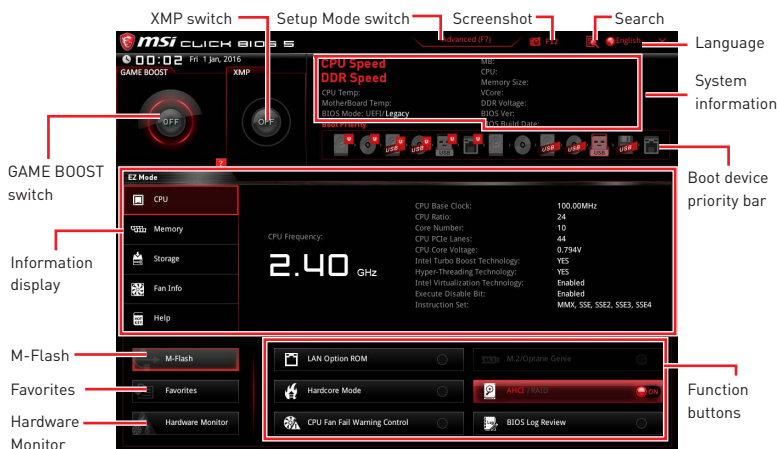 XMP switch
Setup Mode switch
Screenshot
Search
msi CLICK BIOS 5
Advanced (F7)
F12
English
Language
00:02 Fri 1 Jan, 2016
GAME BOOST
XMP
CPU Speed
DDR Speed
CPU Temp:
MotherBoard Temp:
BIOS Mode: UEFI/Legacy
Boot Priority
MB:
CPU:
Memory Size:
VCore:
DDR Voltage:
BIOS Ver:
BIOS Build Date:
System
information
OFF
OFF
U
U
U
USB
U
USB
U
USB
U
USB
USB
USB
USB
GAME BOOST
switch
?
Boot device
priority bar
EZ Mode
CPU
Memory
Storage
Fan Info
Help
Information
display
CPU Frequency:
2.40 GHz
CPU Base Clock: 100.00MHz
CPU Ratio: 24
Core Number: 10
CPU PCIe Lanes: 44
CPU Core Voltage: 0.794V
Intel Turbo Boost Technology: YES
Hyper-Threading Technology: YES
Intel Virtualization Technology: Enabled
Execute Disable Bit: Enabled
Instruction Set: MMX, SSE, SSE2, SSE3, SSE4
M-Flash
Favorites
Hardware
Monitor
M-Flash
Favorites
Hardware Monitor
LAN Option ROM
M.2/Optane Genie
Hardcore Mode
AHCI /RAID
ON
CPU Fan Fail Warning Control
BIOS Log Review
Function
buttons